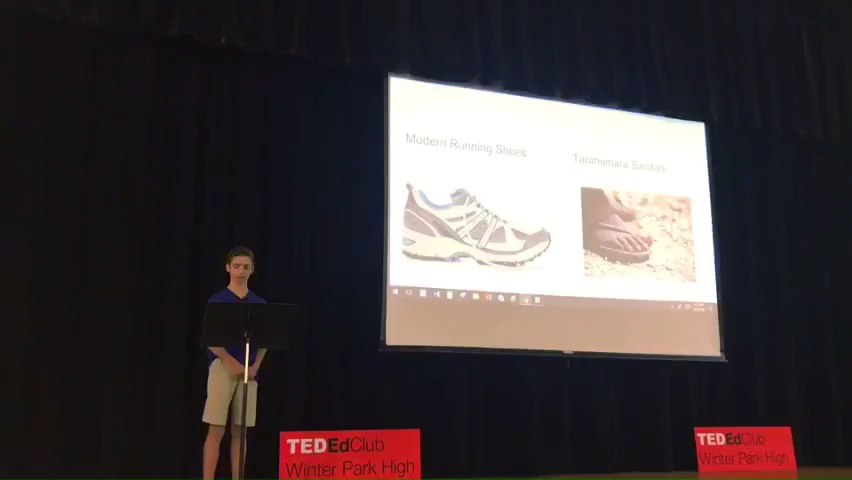 Modern Running Shoes
Tarahumara Sandals
TEDEdClub
Winter Park High
TEDEdClub
Winter Park High